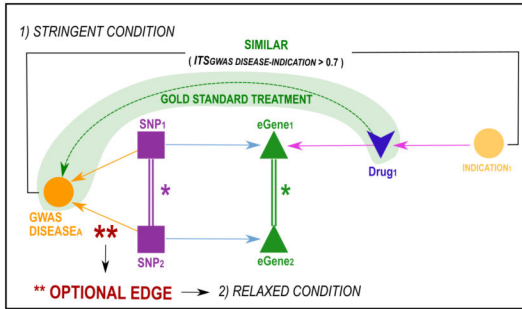 1) STRINGENT CONDITION
SIMILAR
( ITSGWAS DISEASE-INDICATION > 0.7 )
GOLD STANDARD TREATMENT
SNP1
eGene1
*
*
Drug1
INDICATION1
GWAS
DISEASEA
**
SNP2
eGene2
** OPTIONAL EDGE
2) RELAXED CONDITION